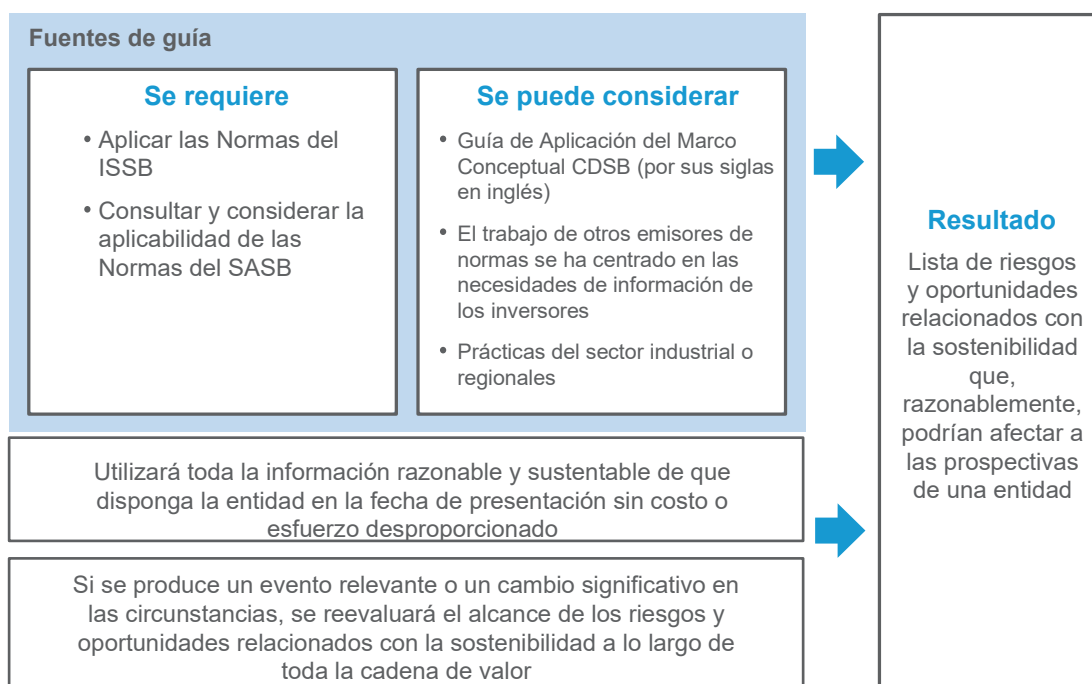 Fuentes de guía
Se requiere
• Aplicar las Normas del
ISSB
• Consultar y considerar la
aplicabilidad de las
Normas del SASB
Se puede considerar
• Guía de Aplicación del Marco
Conceptual CDSB (por sus siglas
en inglés)
• El trabajo de otros emisores de
normas se ha centrado en las
necesidades de información de
los inversores
• Prácticas del sector industrial o
regionales
Utilizará toda la información razonable y sustentable de que
disponga la entidad en la fecha de presentación sin costo o
esfuerzo desproporcionado
Si se produce un evento relevante o un cambio significativo en
las circunstancias, se reevaluará el alcance de los riesgos y
oportunidades relacionados con la sostenibilidad a lo largo de
toda la cadena de valor
Resultado
Lista de riesgos
y oportunidades
relacionados con
la sostenibilidad
que,
razonablemente,
podrían afectar a
las prospectivas
de una entidad